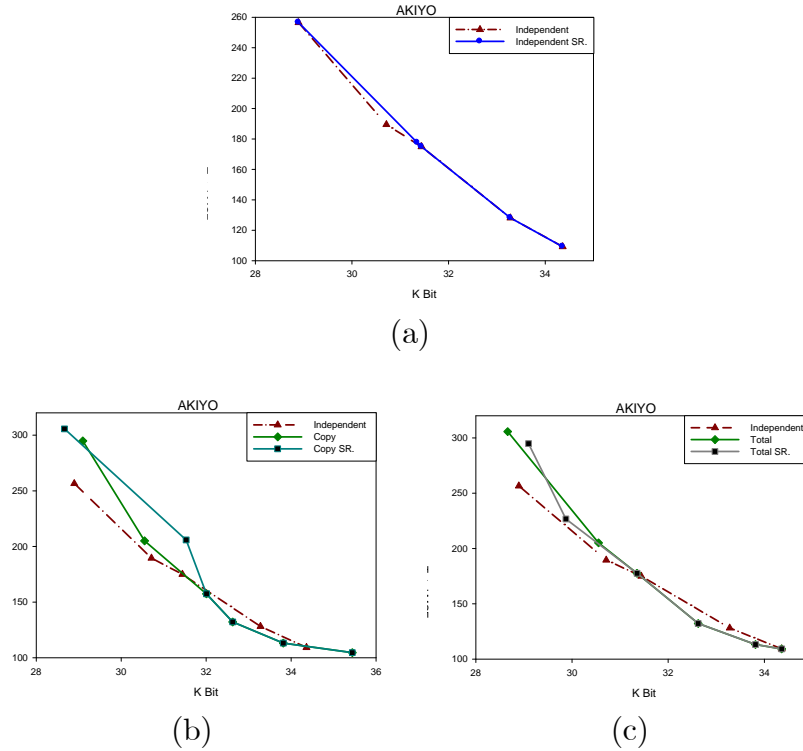 AKIYO
Independent
Independent SR.
260
240
220
200
180
160
140
120
100
28 30 32 34
K Bit
(a)
AKIYO
Independent
Copy
Copy SR.
300
250
200
150
100
28 30 32 34 36
K Bit
(b)
AKIYO
Independent
Total
Total SR.
300
250
200
150
100
28 30 32 34
K Bit
(c)